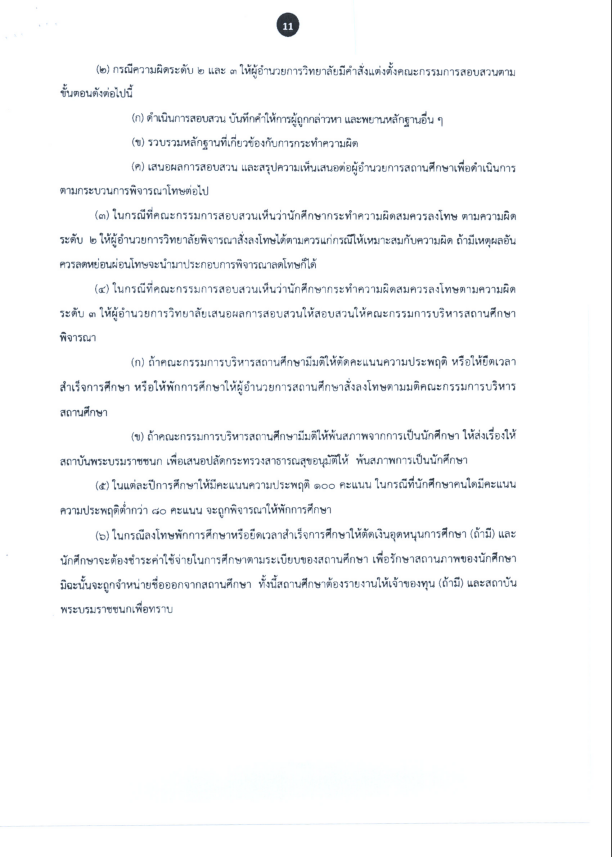 11
(๒) กรณีความผิดระดับ ๒ และ ๓ ให้ผู้อำนวยการวิทยาลัยมีคำสั่งแต่งตั้งคณะกรรมการสอบสวนตาม
ขั้นตอนดังต่อไปนี้
(ก) ดำเนินการสอบสวน บันทึกคำให้การผู้ถูกกล่าวหา และพยานหลักฐานอื่น ๆ
(ข) รวบรวมหลักฐานที่เกี่ยวข้องกับการกระทำความผิด
(ค) เสนอผลการสอบสวน และสรุปความเห็นเสนอต่อผู้อำนวยการสถานศึกษาเพื่อดำเนินการ
ตามกระบวนการพิจารณาโทษต่อไป
(๓) ในกรณีที่คณะกรรมการสอบสวนเห็นว่านักศึกษากระทำความผิดสมควรลงโทษ ตามความผิด
ระดับ ๒ ให้ผู้อำนวยการวิทยาลัยพิจารณาสั่งลงโทษได้ตามควรแก่กรณีให้เหมาะสมกับความผิด ถ้ามีเหตุผลอัน
ควรลดหย่อนผ่อนโทษจะนำมาประกอบการพิจารณาลดโทษก็ได้
(๔) ในกรณีที่คณะกรรมการสอบสวนเห็นว่านักศึกษากระทำความผิดสมควรลงโทษตามความผิด
ระดับ ๓ ให้ผู้อำนวยการวิทยาลัยเสนอผลการสอบสวนให้สอบสวนให้คณะกรรมการบริหารสถานศึกษา
พิจารณา
(ก) ถ้าคณะกรรมการบริหารสถานศึกษามีมติให้ตัดคะแนนความประพฤติ หรือให้ยืดเวลา
สำเร็จการศึกษา หรือให้พักการศึกษาให้ผู้อำนวยการสถานศึกษาสั่งลงโทษตามมติคณะกรรมการบริหาร
สถานศึกษา
(ข) ถ้าคณะกรรมการบริหารสถานศึกษามีมติให้พ้นสภาพจากการเป็นนักศึกษา ให้ส่งเรื่องให้
สถาบันพระบรมราชชนก เพื่อเสนอปลัดกระทรวงสาธารณสุขอนุมัติให้ พ้นสภาพการเป็นนักศึกษา
(๕) ในแต่ละปีการศึกษาให้มีคะแนนความประพฤติ ๑๐๐ คะแนน ในกรณีที่นักศึกษาคนใดมีคะแนน
ความประพฤติต่ำกว่า ๘๐ คะแนน จะถูกพิจารณาให้พักการศึกษา
(๖) ในกรณีลงโทษพักการศึกษาหรือยืดเวลาสำเร็จการศึกษาให้ตัดเงินอุดหนุนการศึกษา (ถ้ามี) และ
นักศึกษาจะต้องชำระค่าใช้จ่ายในการศึกษาตามระเบียบของสถานศึกษา เพื่อรักษาสถานภาพของนักศึกษา
มิฉะนั้นจะถูกจำหน่ายชื่อออกจากสถานศึกษา ทั้งนี้สถานศึกษาต้องรายงานให้เจ้าของทุน (ถ้ามี) และสถาบัน
พระบรมราชชนกเพื่อทราบ